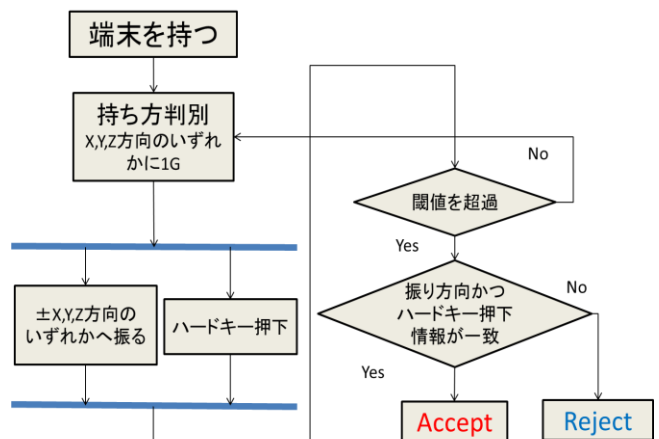 端末を持つ
持ち方判別
X,Y,Z方向のいずれ
かに1G
±X,Y,Z方向の
いずれかへ振る
ハードキー押下
No
閾値を超過
Yes
振り方向かつ
ハードキー押下
情報が一致
No
Yes
Accept
Reject